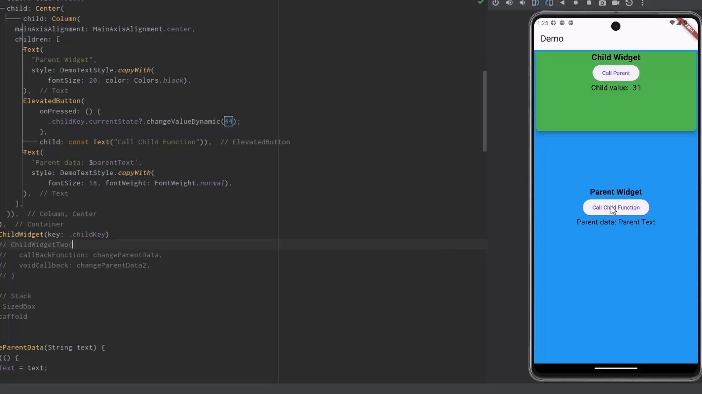 child: Center(
child: Column(
mainAxisAlignment: MainAxisAlignment.center,
children: [
Text(
"Parent Widget",
style: DemoTextStyle.copyWith(
fontSize: 20, color: Colors.black),
), // Text
ElevatedButton(
onPressed: () {
_childKey.currentState?.changeValueDynamic(44);
},
child: const Text("Call Child Function")), // ElevatedButton
Text(
'Parent data: $parentText',
style: DemoTextStyle.copyWith(
fontSize: 18, fontWeight: FontWeight.normal),
), // Text
],
)), // Column, Center
), // Container
ChildWidget(key: _childKey)
// ChildWidgetTwo(
// callBackFunction: changeParentData,
// voidCallback: changeParentData2,
// )
// Stack
SizedBox
caffold
eParentData(String text) {
(() {
Text = text;
Demo
Child Widget
Call Parent
Child value: 31
Parent Widget
Call Child Function
Parent data: Parent Text